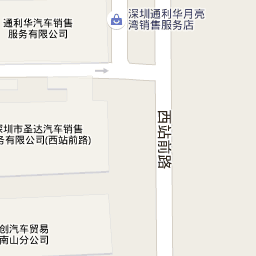 通利华汽车销售
服务有限公司
深圳通利华月亮
湾销售服务店
深圳市圣达汽车销售
务有限公司(西站前路)
西站前路
创汽车贸易
南山分公司